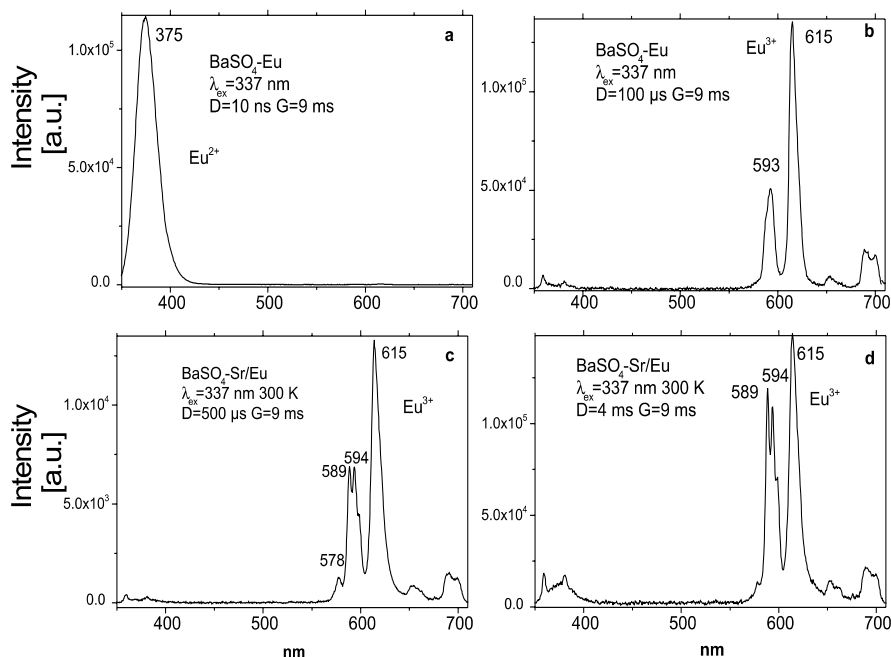 a
375
BaSO4-Eu
λex=337 nm
D=10 ns G=9 ms
Eu2+
1.0x10^5
5.0x10^4
0.0
Intensity
[a.u.]
400 500 600 700
b
Eu3+
615
BaSO4-Eu
λex=337 nm
D=100 µs G=9 ms
593
1.0x10^5
5.0x10^4
0.0
400 500 600 700
c
615
BaSO4-Sr/Eu
λex=337 nm 300 K
D=500 µs G=9 ms
Eu3+
589 594
578
1.0x10^4
5.0x10^3
0.0
Intensity
[a.u.]
300 400 500 600 700
nm
d
615
BaSO4-Sr/Eu
λex=337 nm 300 K
D=4 ms G=9 ms
589 594
Eu3+
1.0x10^5
5.0x10^4
0.0
400 500 600 700
nm